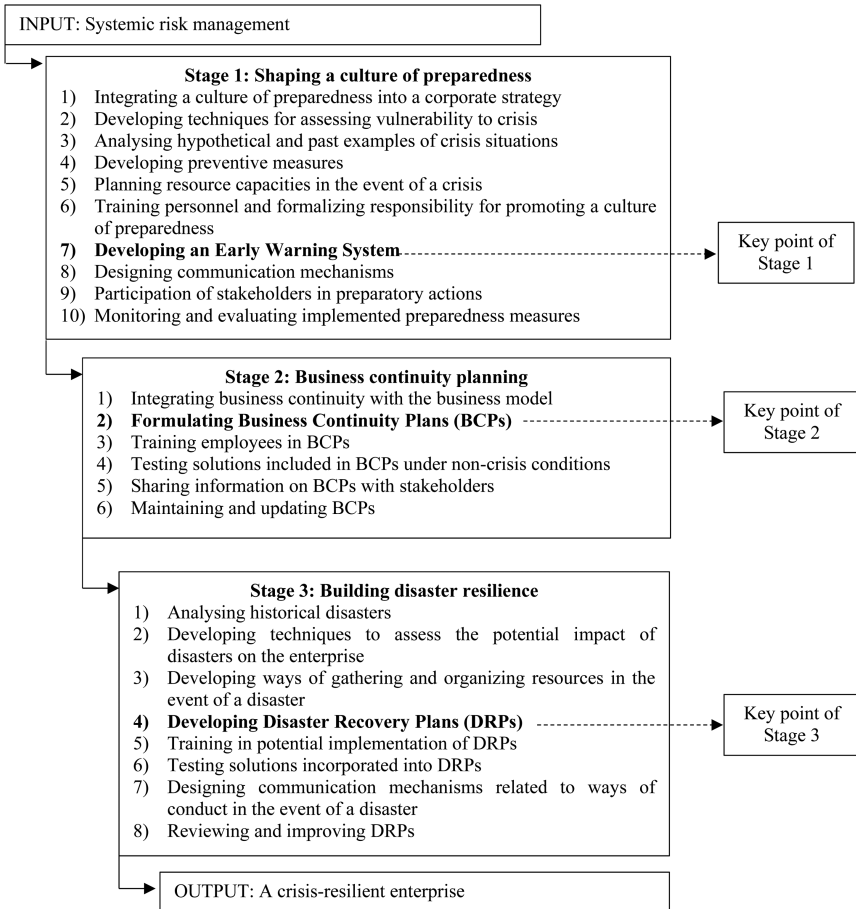 INPUT: Systemic risk management
Stage 1: Shaping a culture of preparedness
1) Integrating a culture of preparedness into a corporate strategy
2) Developing techniques for assessing vulnerability to crisis
3) Analysing hypothetical and past examples of crisis situations
4) Developing preventive measures
5) Planning resource capacities in the event of a crisis
6) Training personnel and formalizing responsibility for promoting a culture
of preparedness
7) Developing an Early Warning System
8) Designing communication mechanisms
9) Participation of stakeholders in preparatory actions
10) Monitoring and evaluating implemented preparedness measures
Key point of
Stage 1
Stage 2: Business continuity planning
1) Integrating business continuity with the business model
2) Formulating Business Continuity Plans (BCPs)
3) Training employees in BCPs
4) Testing solutions included in BCPs under non-crisis conditions
5) Sharing information on BCPs with stakeholders
6) Maintaining and updating BCPs
Key point of
Stage 2
Stage 3: Building disaster resilience
1) Analysing historical disasters
2) Developing techniques to assess the potential impact of
disasters on the enterprise
3) Developing ways of gathering and organizing resources in the
event of a disaster
4) Developing Disaster Recovery Plans (DRPs)
5) Training in potential implementation of DRPs
6) Testing solutions incorporated into DRPs
7) Designing communication mechanisms related to ways of
conduct in the event of a disaster
8) Reviewing and improving DRPs
Key point of
Stage 3
OUTPUT: A crisis-resilient enterprise